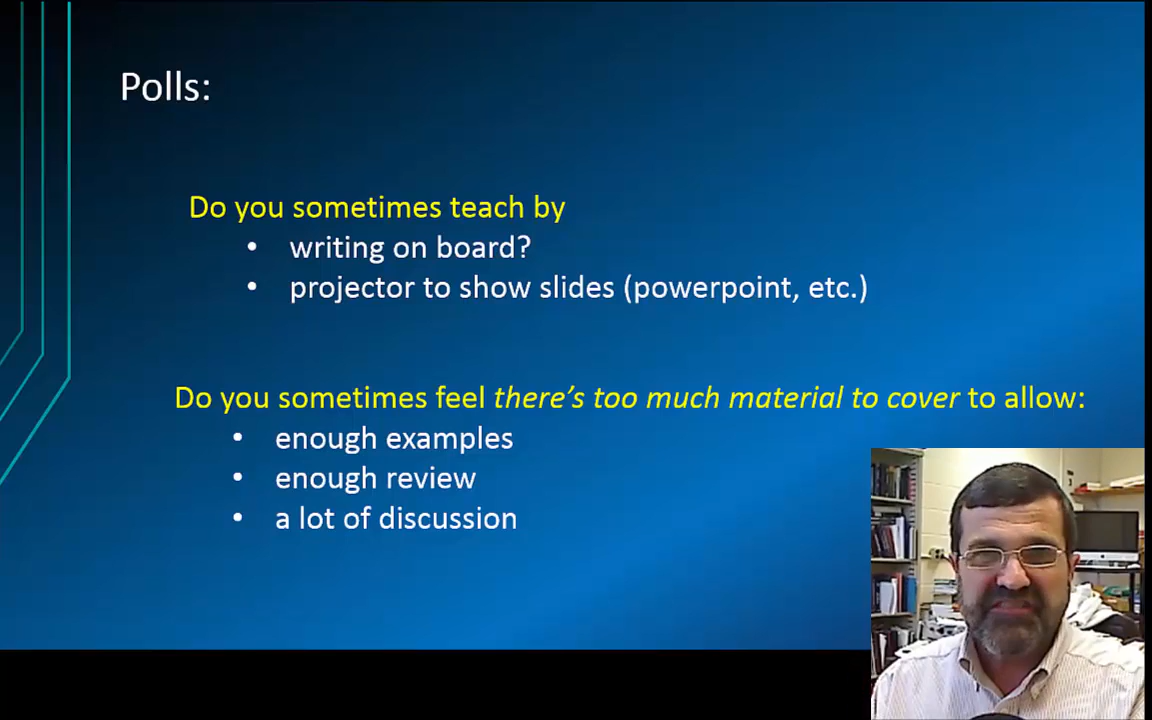 Polls:
Do you sometimes teach by
• writing on board?
• projector to show slides (powerpoint, etc.)
Do you sometimes feel there's too much material to cover to allow:
• enough examples
• enough review
• a lot of discussion